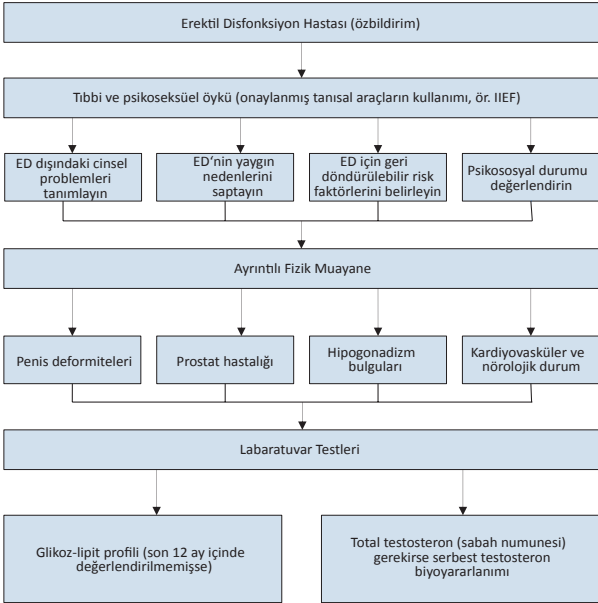 Erektil Disfonksiyon Hastası (özbildirim)
Tıbbi ve psikoseksüel öykü (onaylanmış tanısal araçların kullanımı, ör. IIEF)
ED dışındaki cinsel
problemleri
tanımlayın
ED'nin yaygın
nedenlerini
saptayın
ED için geri
döndürülebilir risk
faktörlerini belirleyin
Psikososyal durumu
değerlendirin
Ayrıntılı Fizik Muayane
Penis deformiteleri
Prostat hastalığı
Hipogonadizm
bulguları
Kardiyovasküler ve
nörolojik durum
Labaratuvar Testleri
Glikoz-lipit profili (son 12 ay içinde
değerlendirilmemişse)
Total testosteron (sabah numunesi)
gerekirse serbest testosteron
biyoyararlanımı